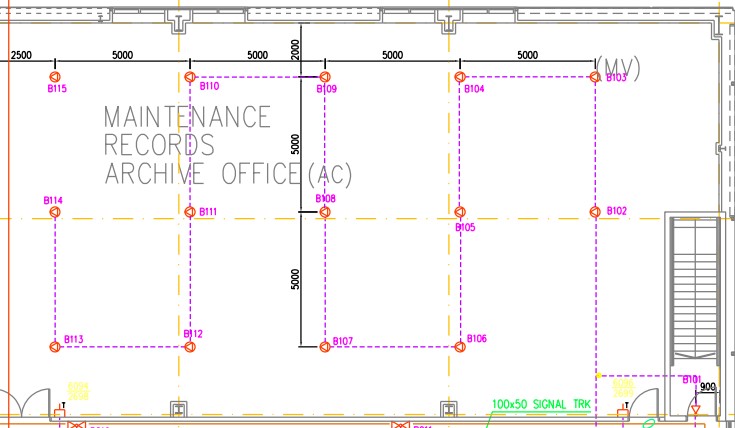 2500
5000
5000
2000
5000
5000
(MV)
B115
B110
B109
B104
B103
MAINTENANCE
RECORDS
ARCHIVE OFFICE (AC)
5000
B114
B111
B108
B105
B102
5000
B113
B112
B107
B106
B101
900
T
100x50 SIGNAL TRK
T